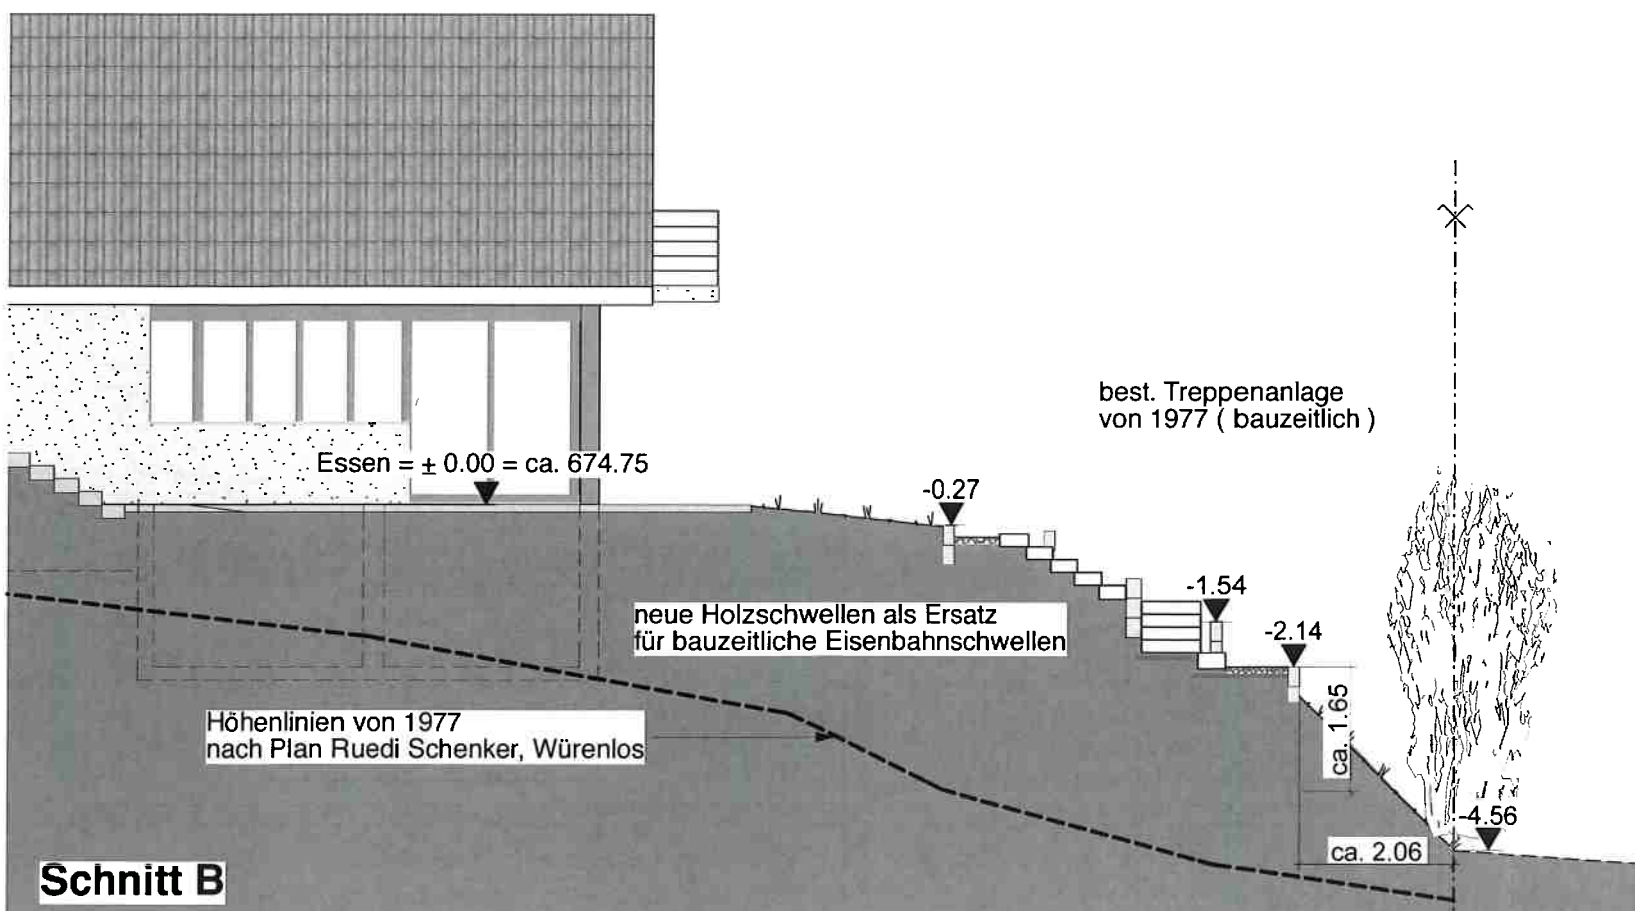 best. Treppenanlage
von 1977 ( bauzeitlich )
Essen = ± 0.00 = ca. 674.75
-0.27
-1.54
-2.14
neue Holzschwellen als Ersatz
für bauzeitliche Eisenbahnschwellen
ca. 1.65
Höhenlinien von 1977
nach Plan Ruedi Schenker, Würenlos
-4.56
ca. 2.06
Schnitt B